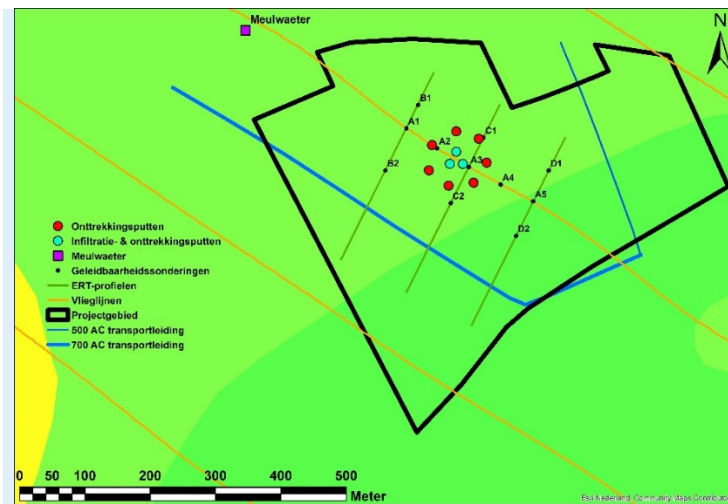 Meulwaeter
N
B1
A1
A2
C1
A3
B2
D1
A4
A5
C2
D2
Onttrekkingsputten
Infiltratie- & onttrekkingsputten
Meulwaeter
Geleidbaarheidssonderingen
ERT-profielen
Vlieglijnen
Projectgebied
500 AC transportleiding
700 AC transportleiding
0 50 100 200 300 400 500
Meter
Esri Nederland, Community Maps Contributo